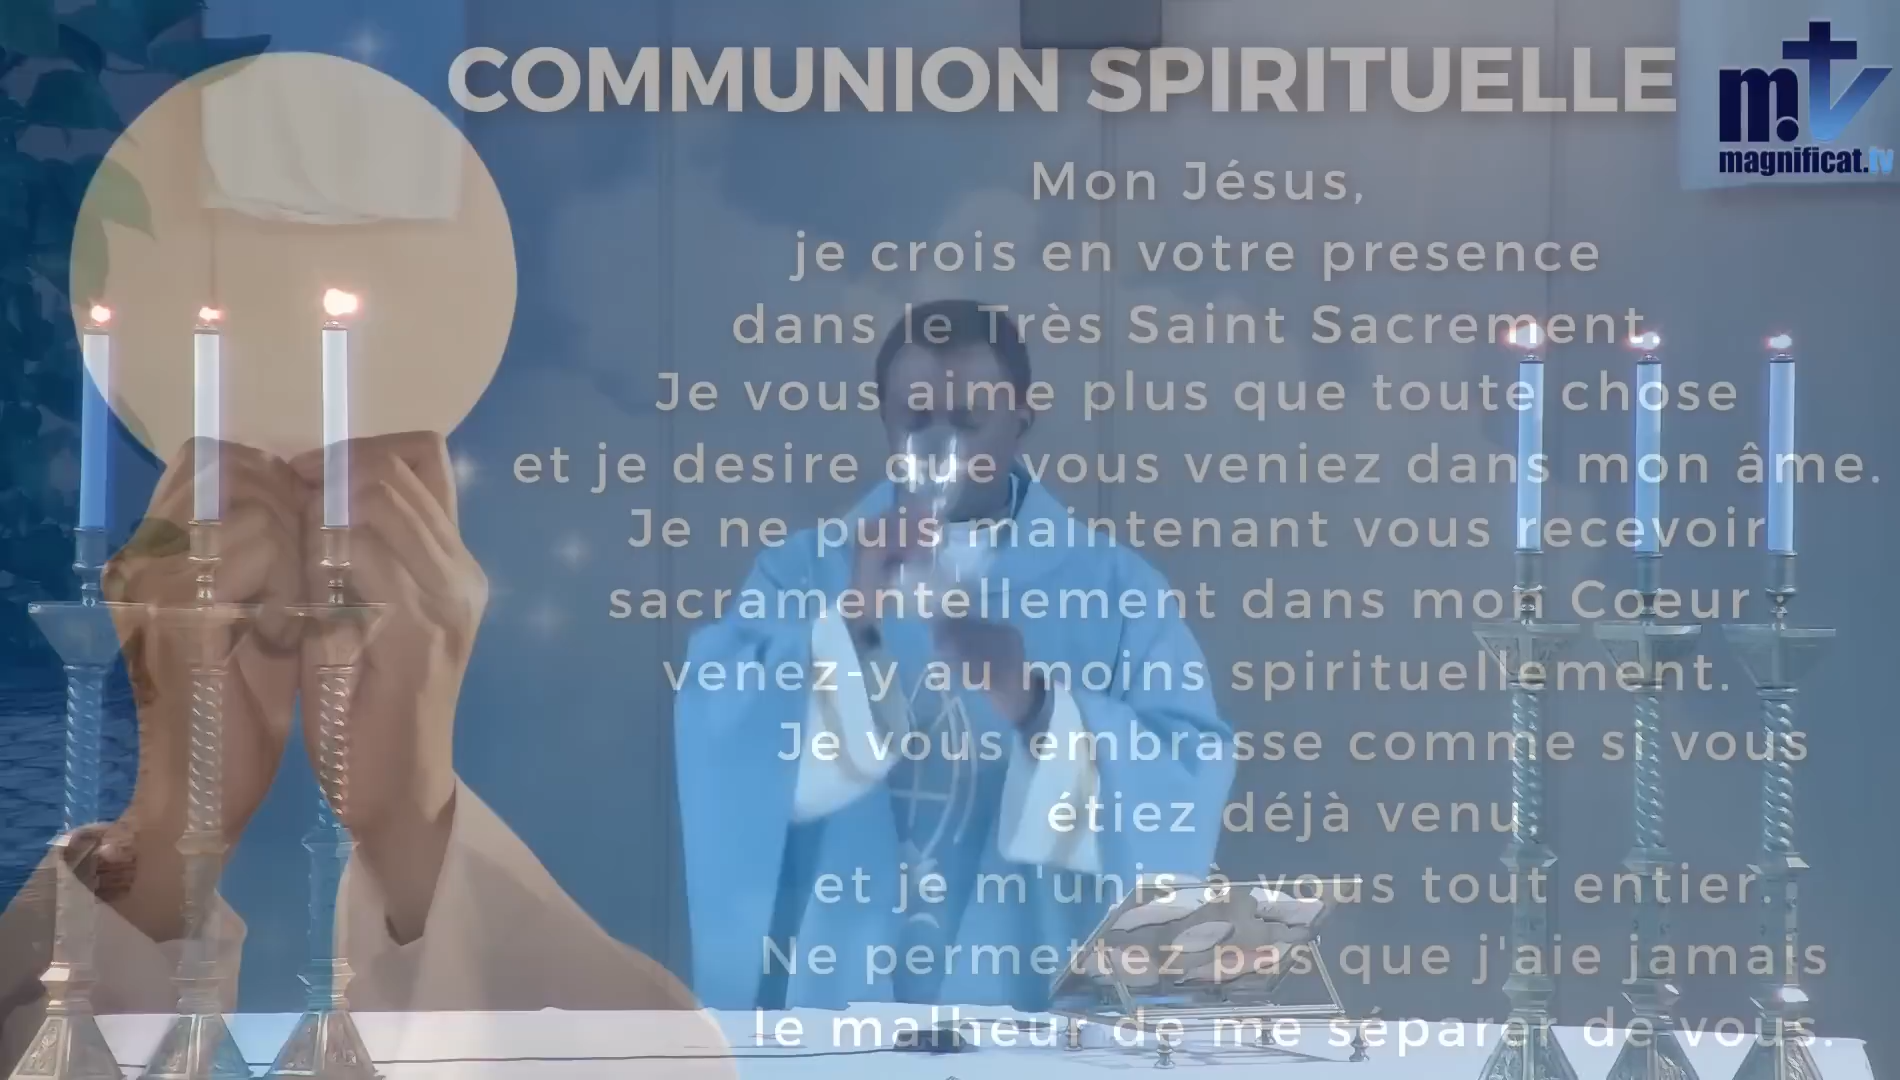 COMMUNION SPIRITUELLE
mtv
magnificat.tv
Mon Jésus,
je crois en votre presence
dans le Très Saint Sacrement
Je vous aime plus que toute chose
et je desire que vous veniez dans mon âme.
Je ne puis maintenant vous recevoir
sacramentellement dans mon Coeur
venez-y au moins spirituellement.
Je vous embrasse comme si vous
étiez déjà venu
et je m'unis à vous tout entier.
Ne permettez pas que j'aie jamais
le malheur de me séparer de vous.